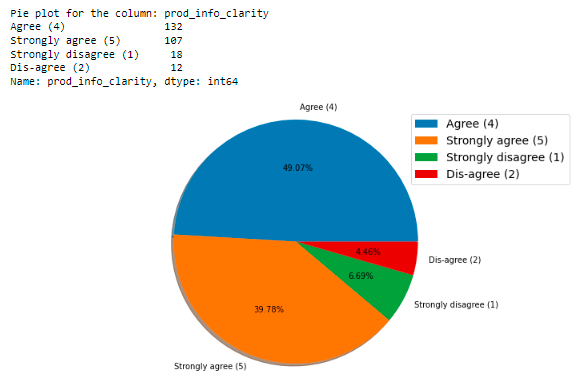 Pie plot for the column: prod_info_clarity
Agree (4) 132
Strongly agree (5) 107
Strongly disagree (1) 18
Dis-agree (2) 12
Name: prod_info_clarity, dtype: int64
Agree (4)
Agree (4)
Strongly agree (5)
Strongly disagree (1)
Dis-agree (2)
49.07%
4.46%
Dis-agree (2)
6.69%
Strongly disagree (1)
39.78%
Strongly agree (5)